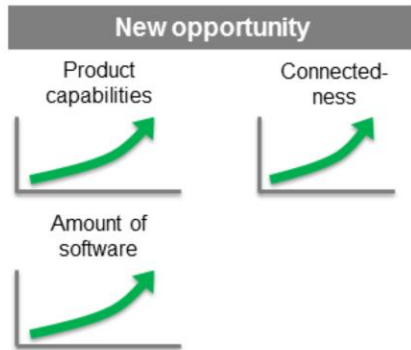 New opportunity
Product
capabilities
Connected-
ness
Amount of
software